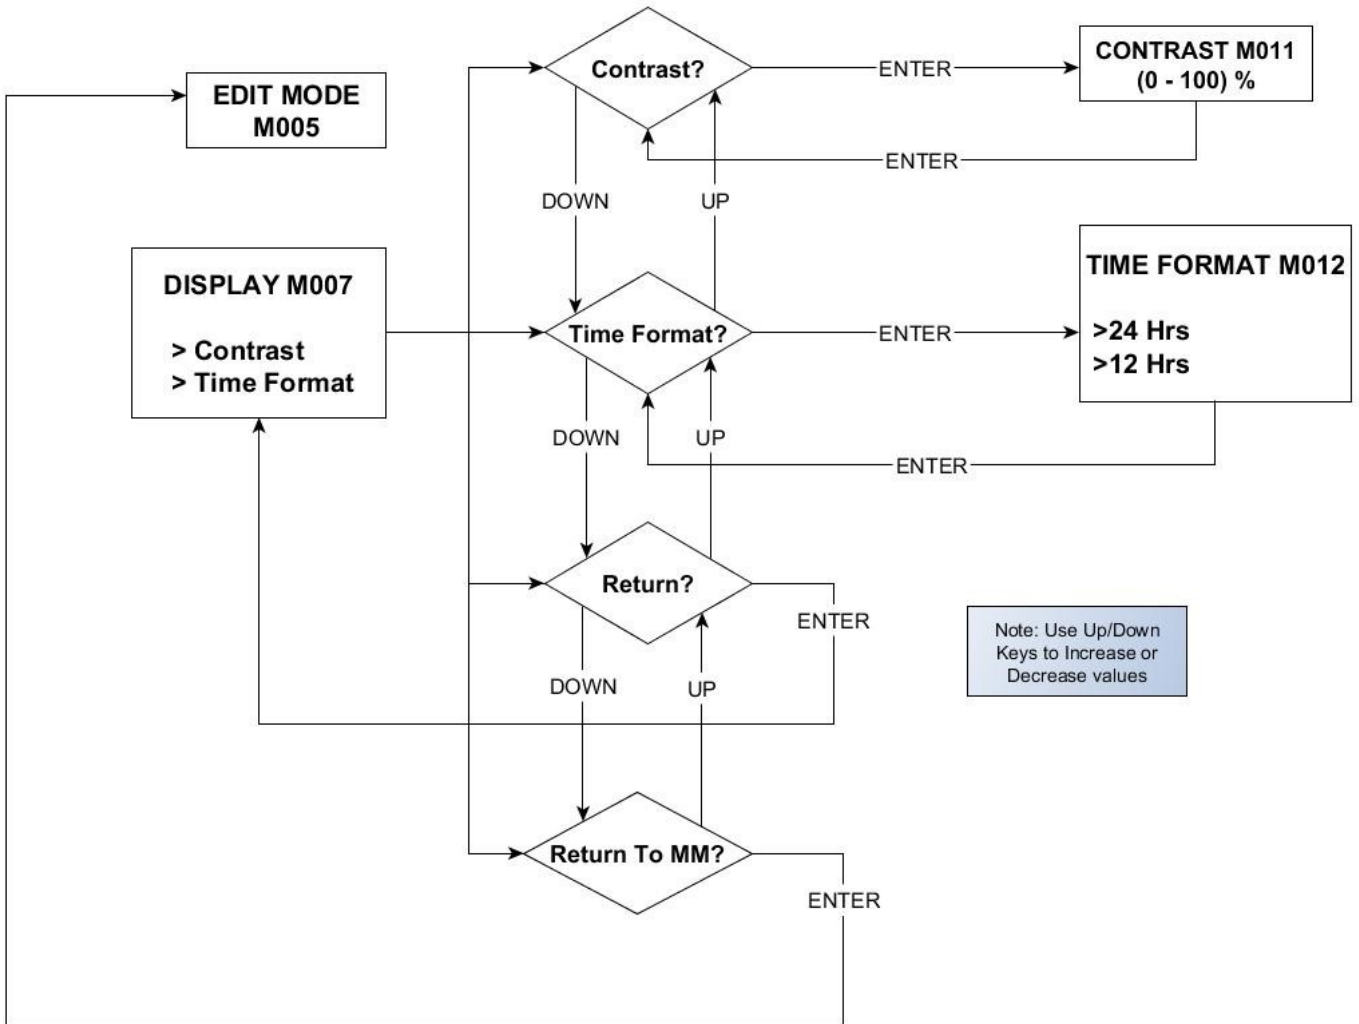 Contrast?
ENTER
CONTRAST M011
(0 - 100) %
EDIT MODE
M005
ENTER
DOWN
UP
DISPLAY M007
> Contrast
> Time Format
Time Format?
ENTER
TIME FORMAT M012
>24 Hrs
>12 Hrs
DOWN
UP
ENTER
Return?
ENTER
Note: Use Up/Down
Keys to Increase or
Decrease values
DOWN
UP
Return To MM?
ENTER